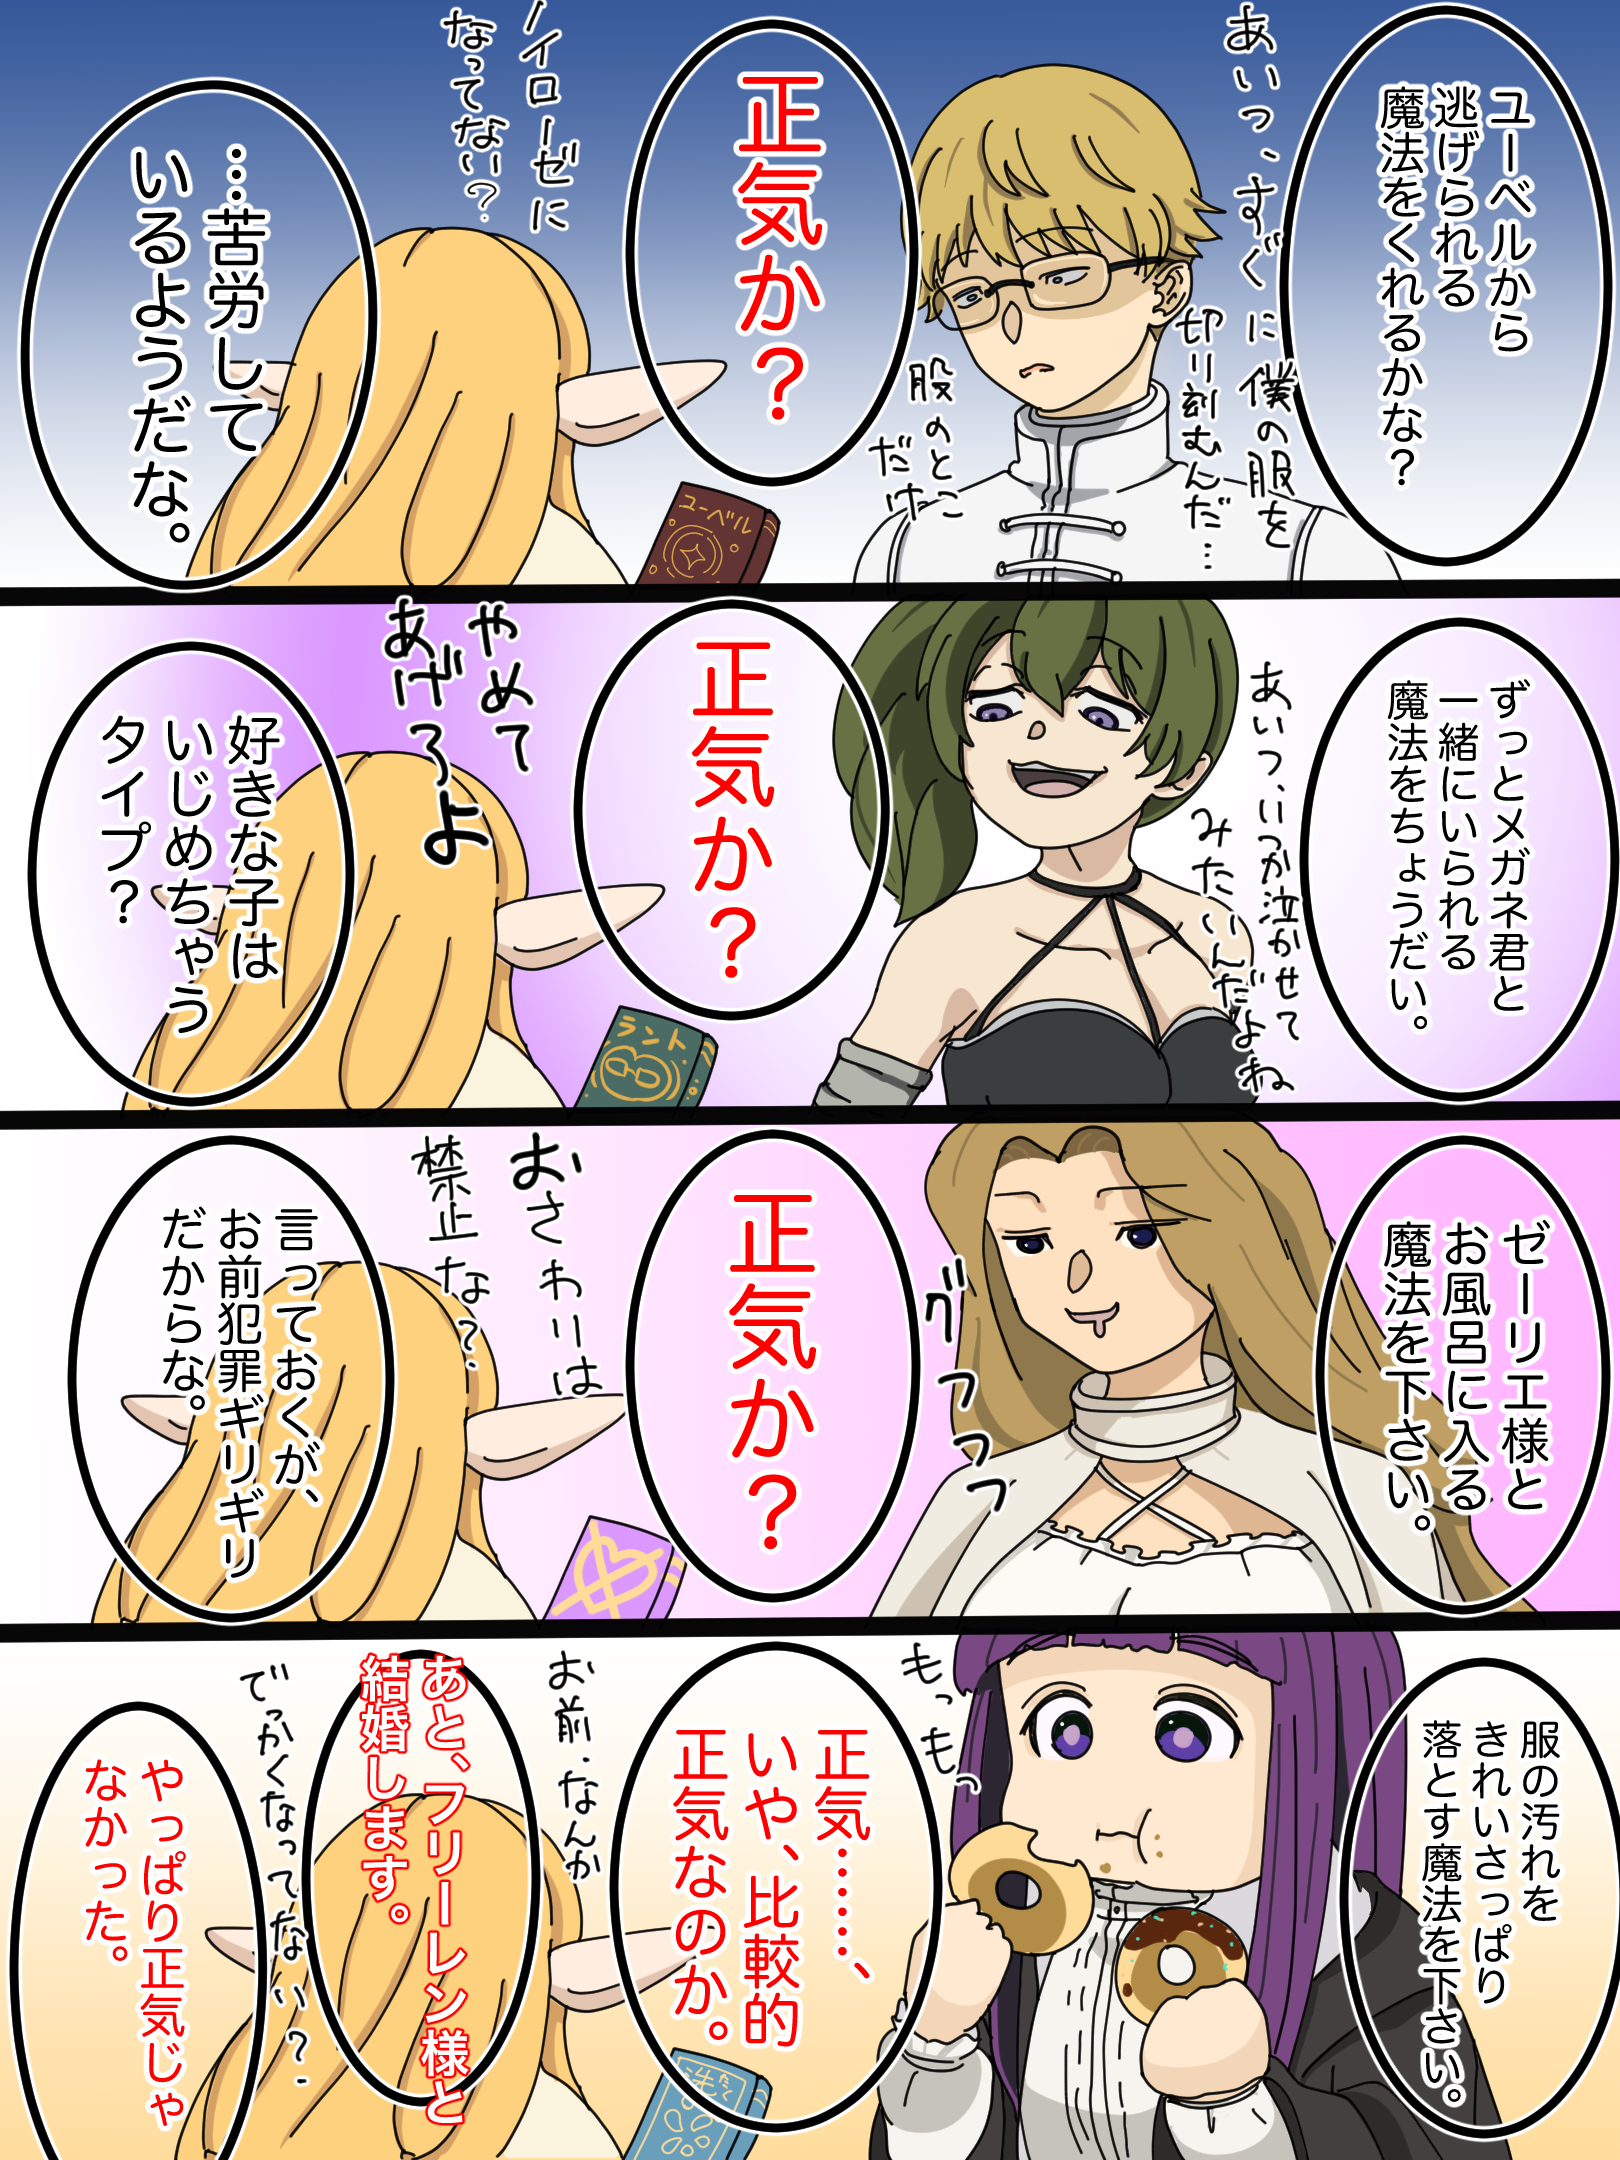 ユーベルから
逃げられる
魔法をくれるかな？
あいつ、すぐに僕の服を
切り刻むんだ…
股のとこ
だけ
正気か？
ノイローゼに
なってない？
…苦労して
いるようだな。
ユーベル
ずっとメガネ君と
一緒にいられる
魔法をちょうだい。
あいつ、いつか泣かせて
みたいんだよね
正気か？
やめて
あげろよ
好きな子は
いじめちゃう
タイプ？
ラント
ゼーリエ様と
お風呂に入る
魔法を下さい。
グフフフ
正気か？
おさわりは
禁止な？
言っておくが、
お前犯罪ギリギリ
だからな。
服の汚れを
きれいさっぱり
落とす魔法を下さい。
もっもっ
正気……、
いや、比較的
正気なのか。
お前、なんか
でっかくなってない？
あと、フリーレン様と
結婚します。
やっぱり正気じゃ
なかった。
洗たく